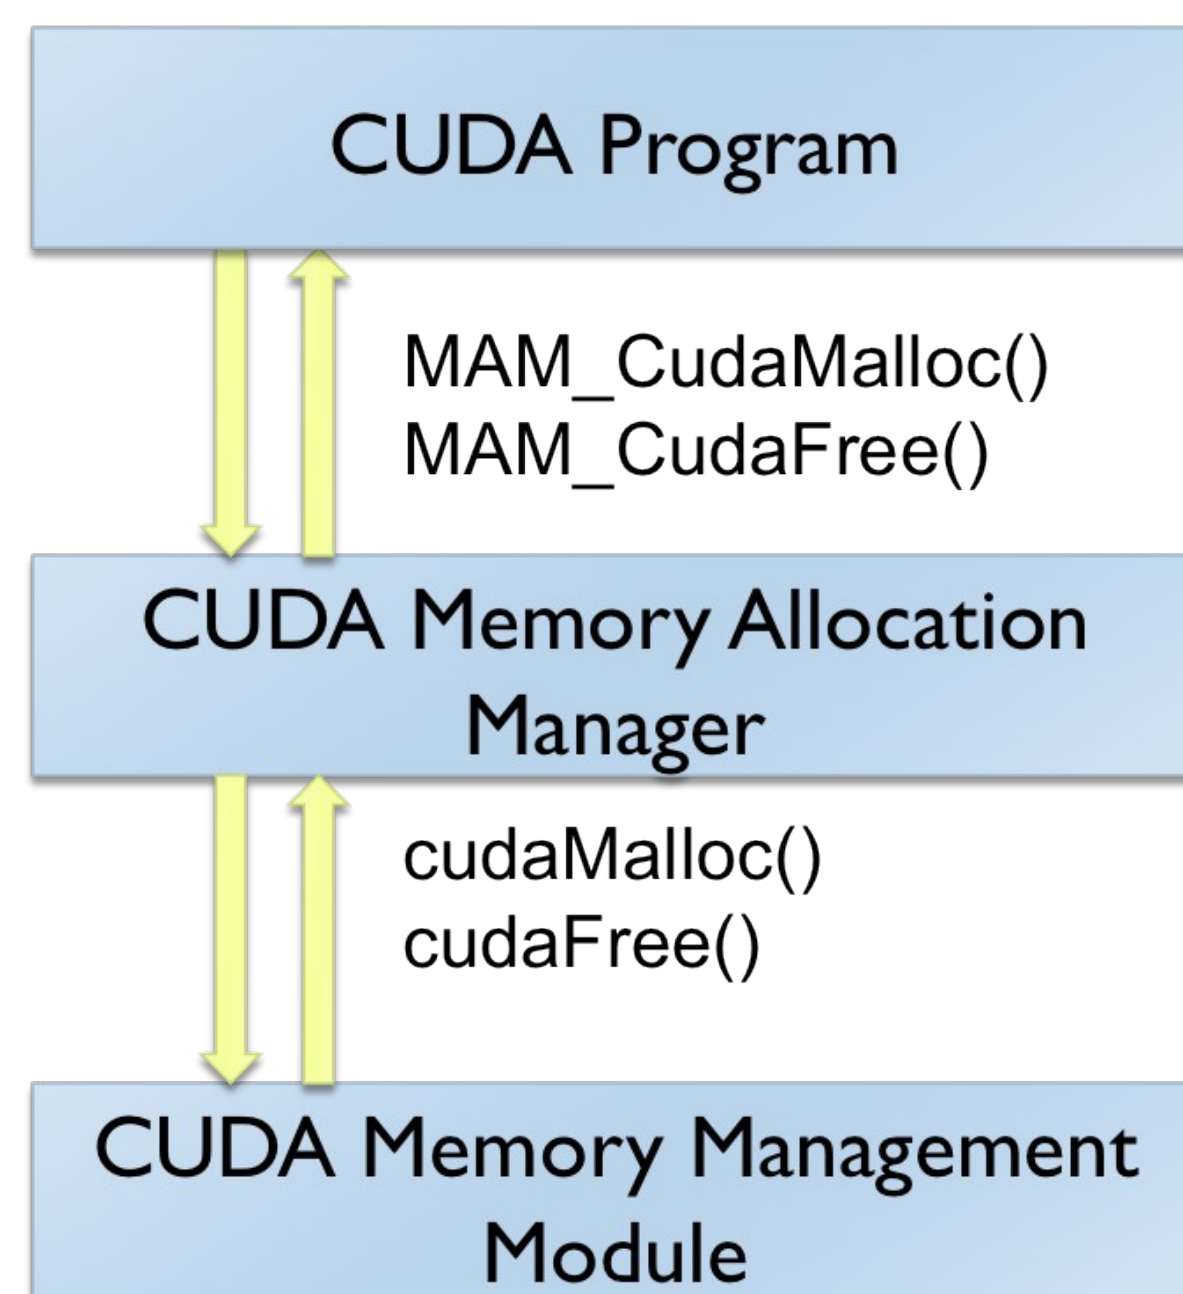 CUDA Program
MAM_CudaMalloc()
MAM_CudaFree()
CUDA Memory Allocation
Manager
cudaMalloc()
cudaFree()
CUDA Memory Management
Module